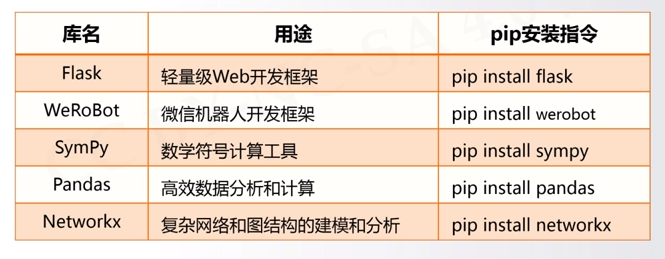 库名 用途 pip安装指令
Flask 轻量级Web开发框架 pip install flask
WeRoBot 微信机器人开发框架 pip install werobot
SymPy 数学符号计算工具 pip install sympy
Pandas 高效数据分析和计算 pip install pandas
Networkx 复杂网络和图结构的建模和分析 pip install networkx